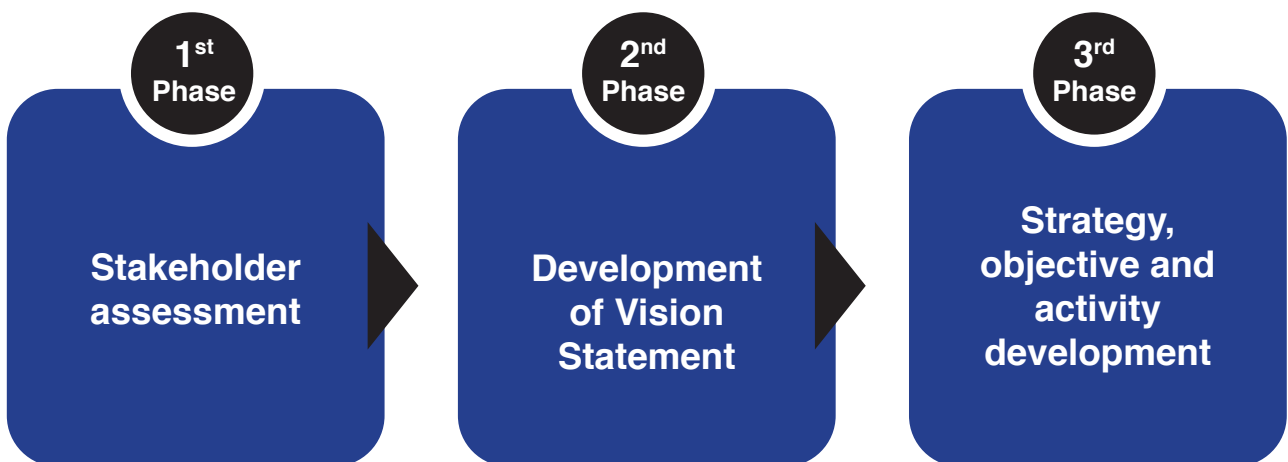 1st
Phase
Stakeholder
assessment
2nd
Phase
Development
of Vision
Statement
3rd
Phase
Strategy,
objective and
activity
development